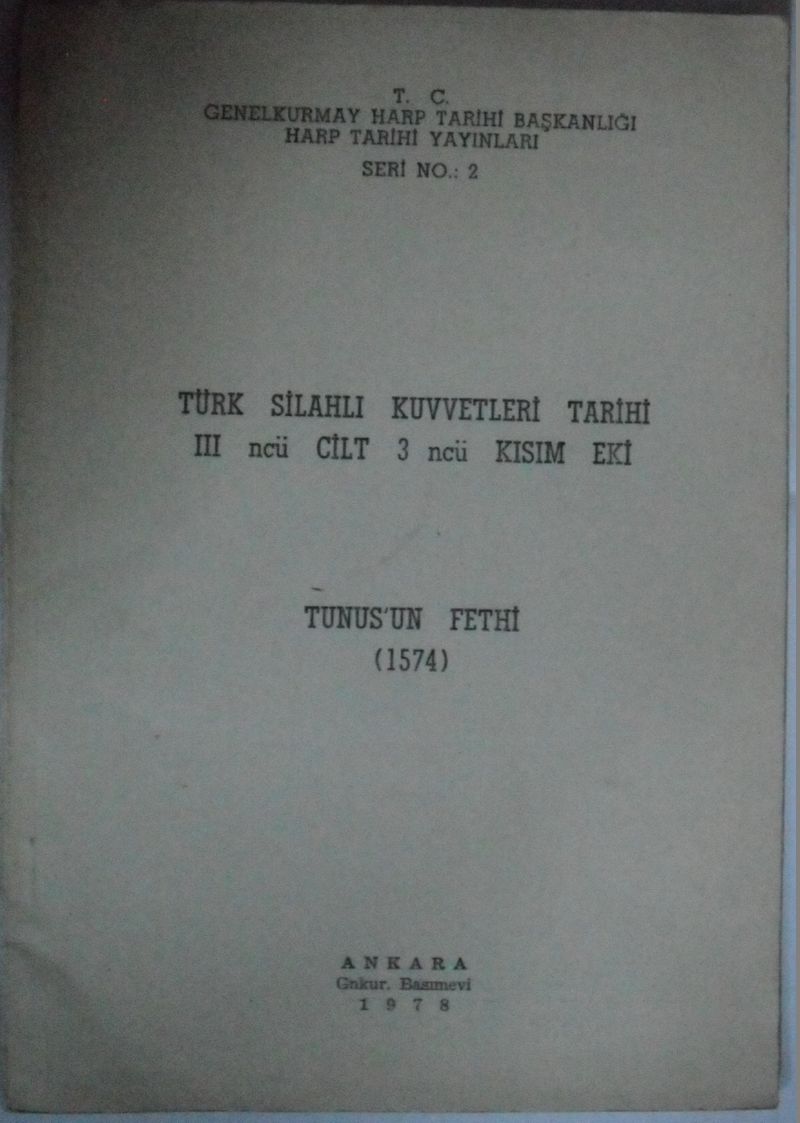 T. C.
GENELKURMAY HARP TARİHİ BAŞKANLIĞI
HARP TARİHİ YAYINLARI
SERİ NO.: 2
TÜRK SİLAHLI KUVVETLERİ TARİHİ
III ncü CİLT 3 ncü KISIM EKİ
TUNUS'UN FETHİ
(1574)
ANKARA
Gnkur. Basımevi
1978